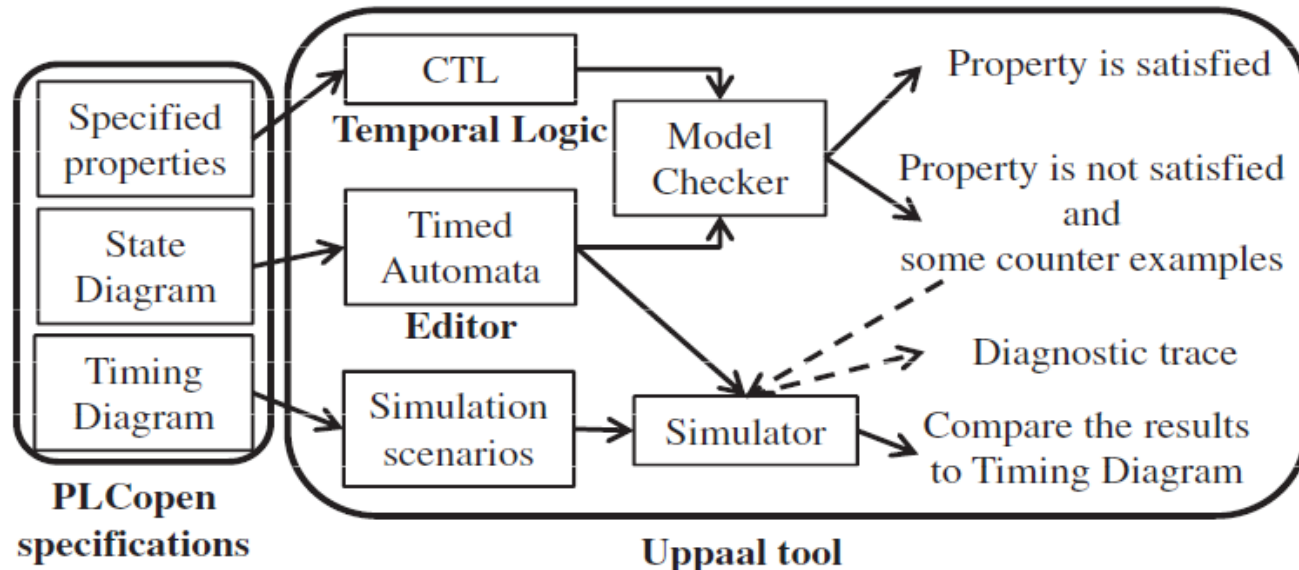 Specified
properties
State
Diagram
Timing
Diagram
PLCopen
specifications
CTL
Temporal Logic
Timed
Automata
Editor
Simulation
scenarios
Model
Checker
Simulator
Property is satisfied
Property is not satisfied
and
some counter examples
Diagnostic trace
Compare the results
to Timing Diagram
Uppaal tool